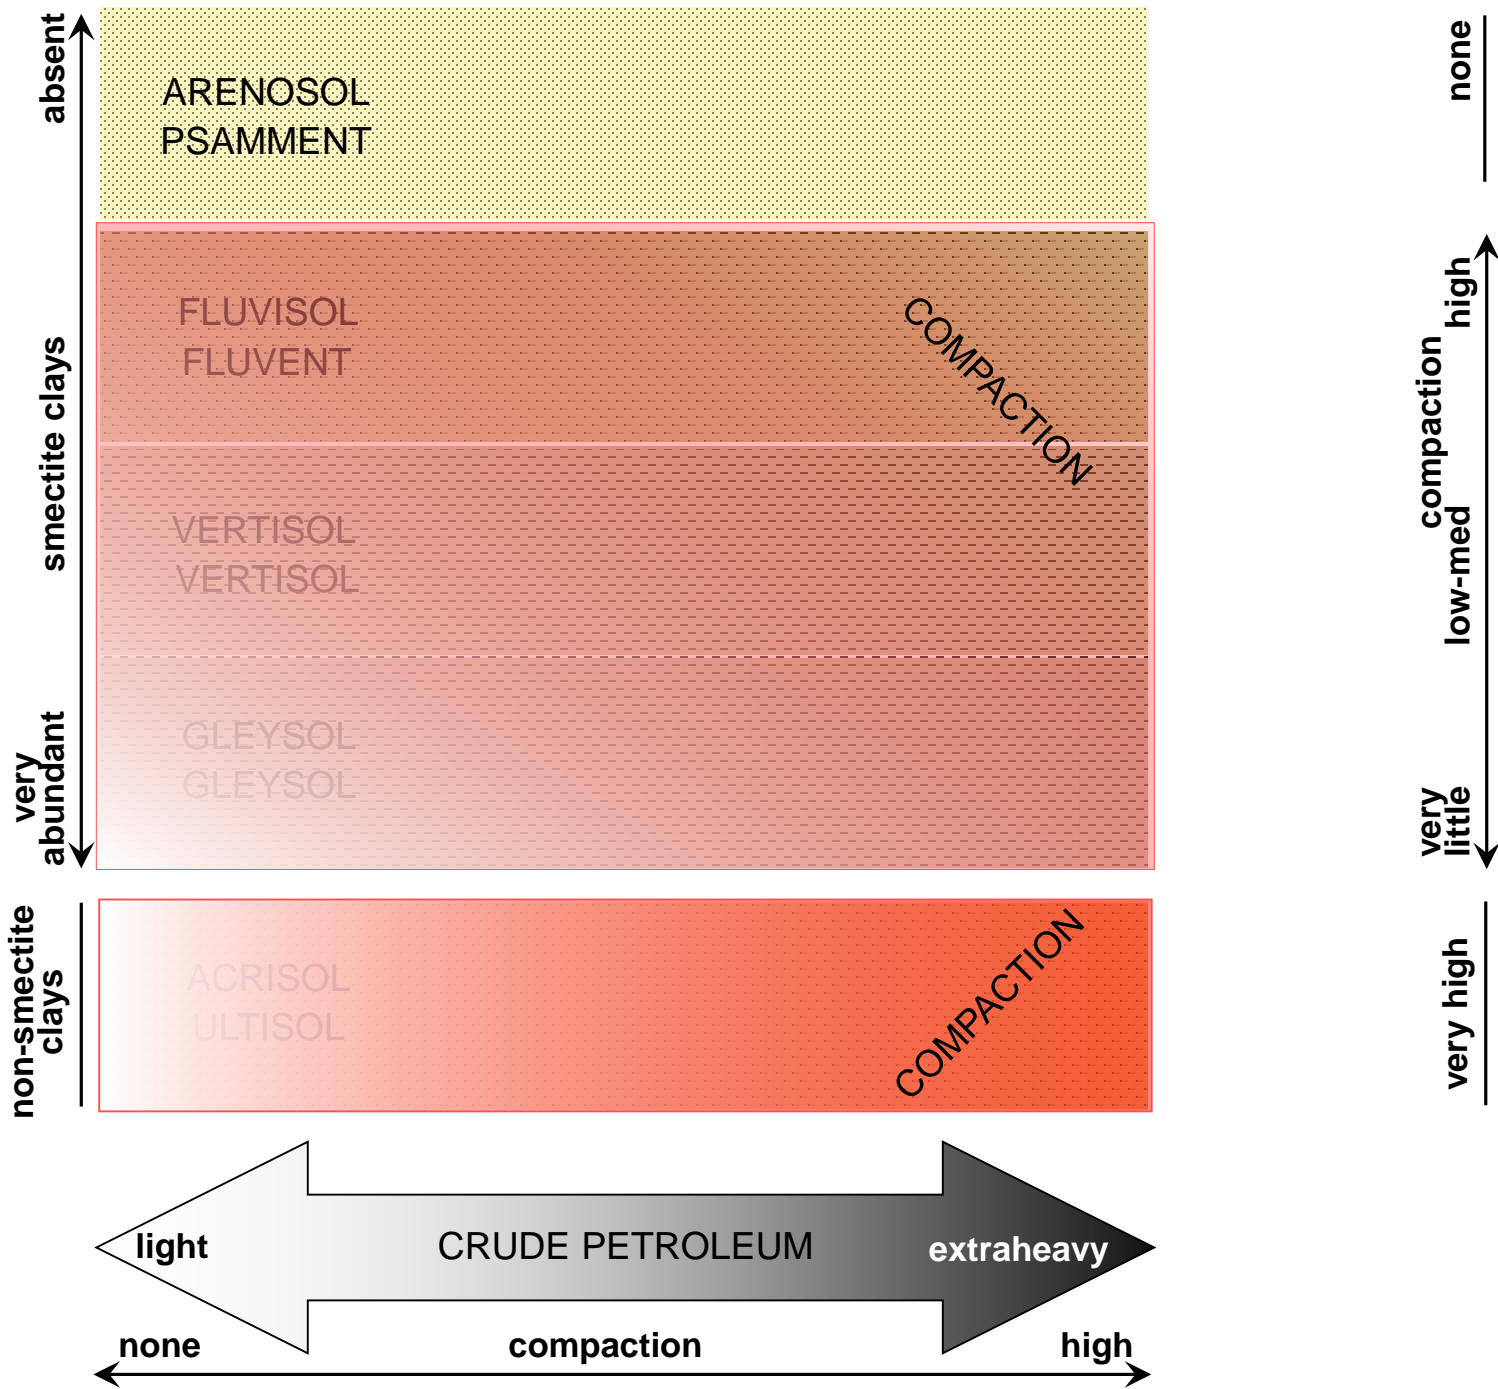 absent
smectite clays
very
abundant
non-smectite
clays
ARENOSOL
PSAMMENT
FLUVISOL
FLUVENT
VERTISOL
VERTISOL
GLEYSOL
GLEYSOL
COMPACTION
ACRISOL
ULTISOL
COMPACTION
none
high
compaction
low-med
very
little
very high
light
CRUDE PETROLEUM
extraheavy
none
compaction
high